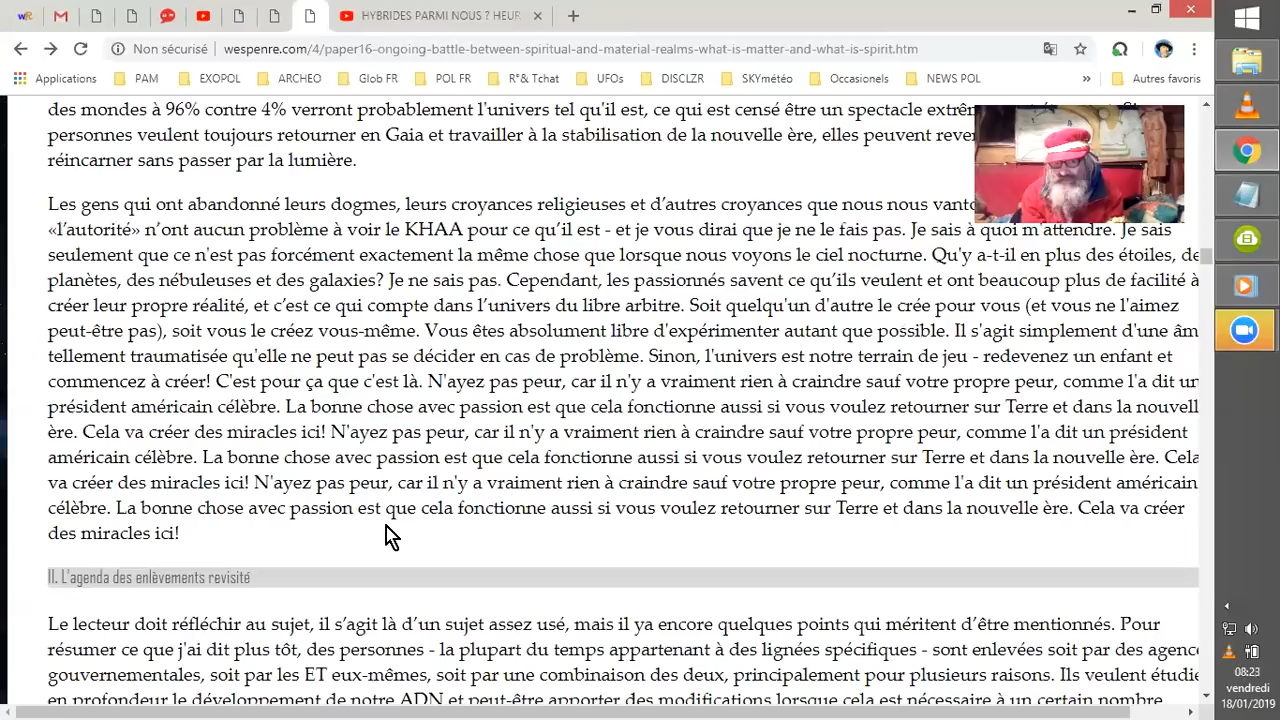 HYBRIDES PARMI NOUS ? HEUR
Non sécurisé
wespenre.com/4/paper16-ongoing-battle-between-spiritual-and-material-realms-what-is-matter-and-what-is-spirit.htm
Applications PAM EXOPOL ARCHEO Glob FR POL FR R"& Tchat UFOs DISCLZR SKYmétéo Occasionels NEWS POL » Autres favoris
des mondes à 96% contre 4% verront probablement l'univers tel qu'il est, ce qui est censé être un spectacle
personnes veulent toujours retourner en Gaia et travailler à la stabilisation de la nouvelle ère, elles peuvent
réincarner sans passer par la lumière.
Les gens qui ont abandonné leurs dogmes, leurs croyances religieuses et d'autres croyances que nous nous
«l'autorité» n'ont aucun problème à voir le KHAA pour ce qu'il est - et je vous dirai que je ne le fais pas. Je sais à quoi m'attendre. Je sais
seulement que ce n'est pas forcément exactement la même chose que lorsque nous voyons le ciel nocturne. Qu'y a-t-il en plus des étoiles, de
planètes, des nébuleuses et des galaxies? Je ne sais pas. Cependant, les passionnés savent ce qu'ils veulent et ont beaucoup plus de facilité à
créer leur propre réalité, et c'est ce qui compte dans l'univers du libre arbitre. Soit quelqu'un d'autre le crée pour vous (et vous ne l'aimez
peut-être pas), soit vous le créez vous-même. Vous êtes absolument libre d'expérimenter autant que possible. Il s'agit simplement d'une âm
tellement traumatisée qu'elle ne peut pas se décider en cas de problème. Sinon, l'univers est notre terrain de jeu - redevenez un enfant et
commencez à créer! C'est pour ça que c'est là. N'ayez pas peur, car il n'y a vraiment rien à craindre sauf votre propre peur, comme l'a dit un
président américain célèbre. La bonne chose avec passion est que cela fonctionne aussi si vous voulez retourner sur Terre et dans la nouvell
ère. Cela va créer des miracles ici! N'ayez pas peur, car il n'y a vraiment rien à craindre sauf votre propre peur, comme l'a dit un président
américain célèbre. La bonne chose avec passion est que cela fonctionne aussi si vous voulez retourner sur Terre et dans la nouvelle ère. Cela
va créer des miracles ici! N'ayez pas peur, car il n'y a vraiment rien à craindre sauf votre propre peur, comme l'a dit un président américain
célèbre. La bonne chose avec passion est que cela fonctionne aussi si vous voulez retourner sur Terre et dans la nouvelle ère. Cela va créer
des miracles ici!
II. L'agenda des enlèvements revisité
Le lecteur doit réfléchir au sujet, il s'agit là d'un sujet assez usé, mais il ya encore quelques points qui méritent d'être mentionnés. Pour
résumer ce que j'ai dit plus tôt, des personnes - la plupart du temps appartenant à des lignées spécifiques - sont enlevées soit par des agenc
gouvernementales, soit par les ET eux-mêmes, soit par une combinaison des deux, principalement pour plusieurs raisons. Ils veulent étudie
en profondeur le développement de notre ADN et peut-être apporter des modifications lorsque cela est nécessaire à un certain nombre
08:23
vendredi
18/01/2019